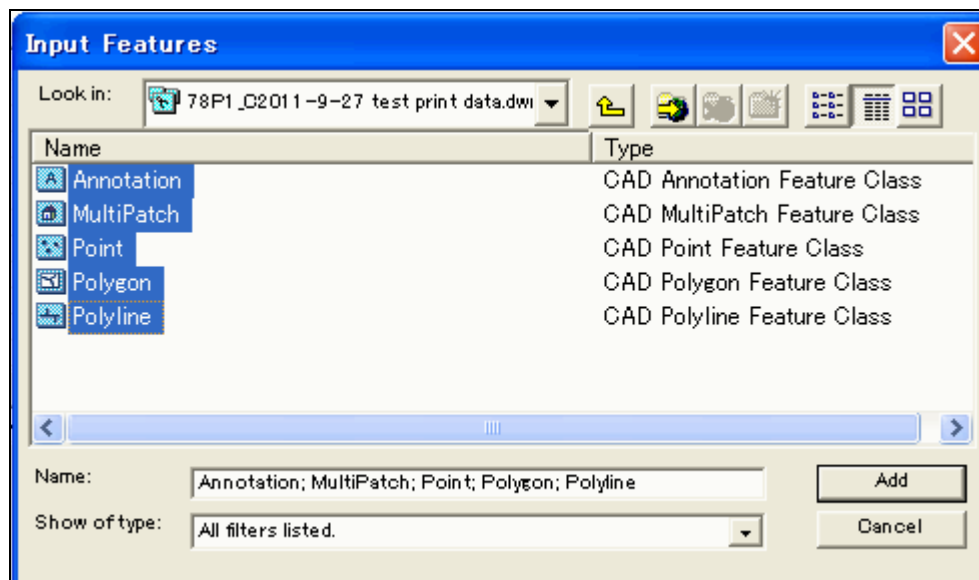 Input Features
Look in: 78P1_C2011-9-27 test print data.dw
Name Type
Annotation CAD Annotation Feature Class
MultiPatch CAD MultiPatch Feature Class
Point CAD Point Feature Class
Polygon CAD Polygon Feature Class
Polyline CAD Polyline Feature Class
Name: Annotation; MultiPatch; Point; Polygon; Polyline Add
Show of type: All filters listed. Cancel